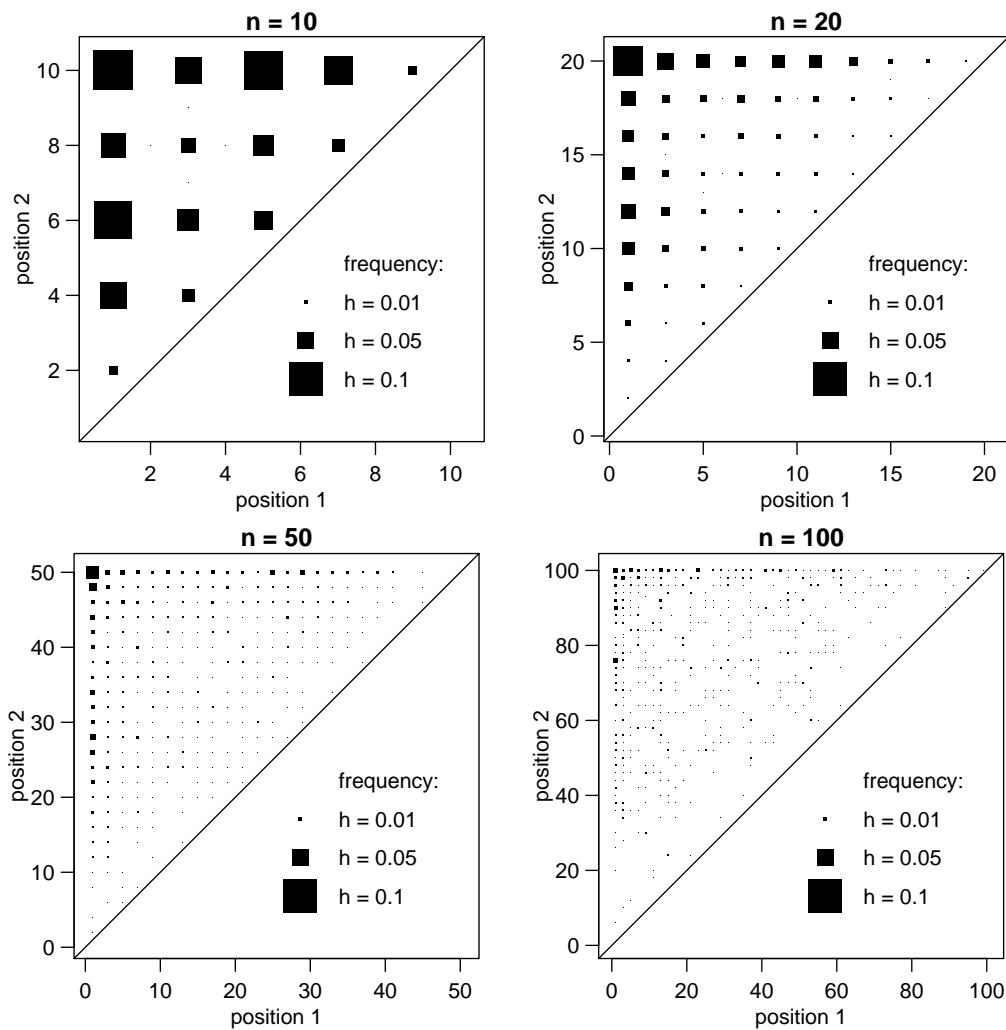 n = 10
10
8
6
4
2
position 2
frequency:
h = 0.01
h = 0.05
h = 0.1
2
4
6
8
10
position 1
n = 20
20
15
10
5
0
position 2
frequency:
h = 0.01
h = 0.05
h = 0.1
0
5
10
15
20
position 1
n = 50
50
40
30
20
10
0
position 2
frequency:
h = 0.01
h = 0.05
h = 0.1
0
10
20
30
40
50
position 1
n = 100
100
80
60
40
20
0
position 2
frequency:
h = 0.01
h = 0.05
h = 0.1
0
20
40
60
80
100
position 1